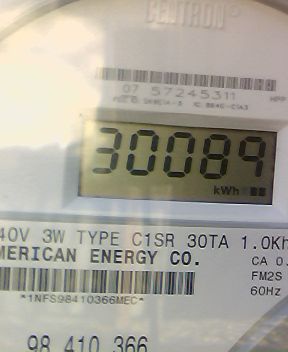 CENTRON®
07 57245311
30089
kWh
40V 3W TYPE C1SR 30TA 1.0Kh
MERICAN ENERGY CO.
CA 0.
FM2S
*1NFS98410366MEC*
60Hz
98 410 366